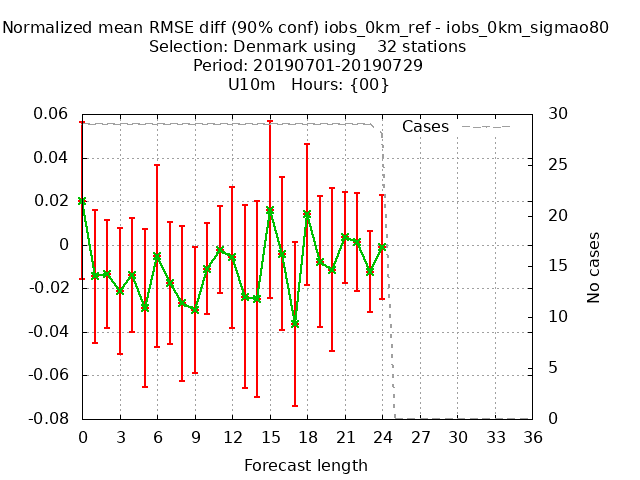 Normalized mean RMSE diff (90% conf) iobs_0km_ref - iobs_0km_sigmao80
Selection: Denmark using 32 stations
Period: 20190701-20190729
U10m Hours: {00}
Cases
0.06
0.04
0.02
0
-0.02
-0.04
-0.06
-0.08
30
25
20
15
10
5
0
No cases
0 3 6 9 12 15 18 21 24 27 30 33 36
Forecast length